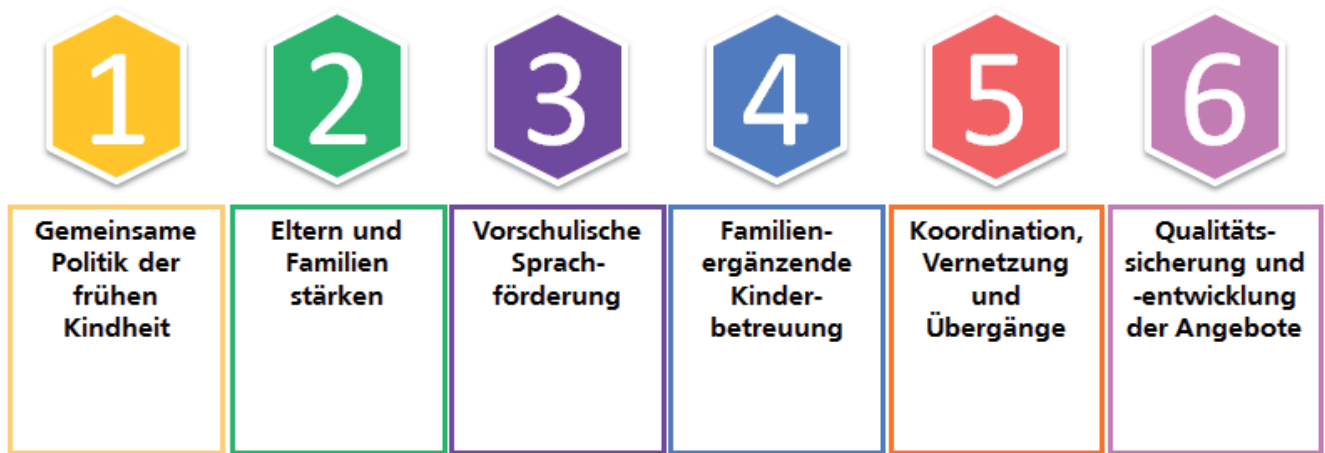 1
2
3
4
5
6
Gemeinsame
Politik der
frühen
Kindheit
Eltern und
Familien
stärken
Vorschulische
Sprach-
förderung
Familien-
ergänzende
Kinder-
betreuung
Koordination,
Vernetzung
und
Übergänge
Qualitäts-
sicherung und
-entwicklung
der Angebote